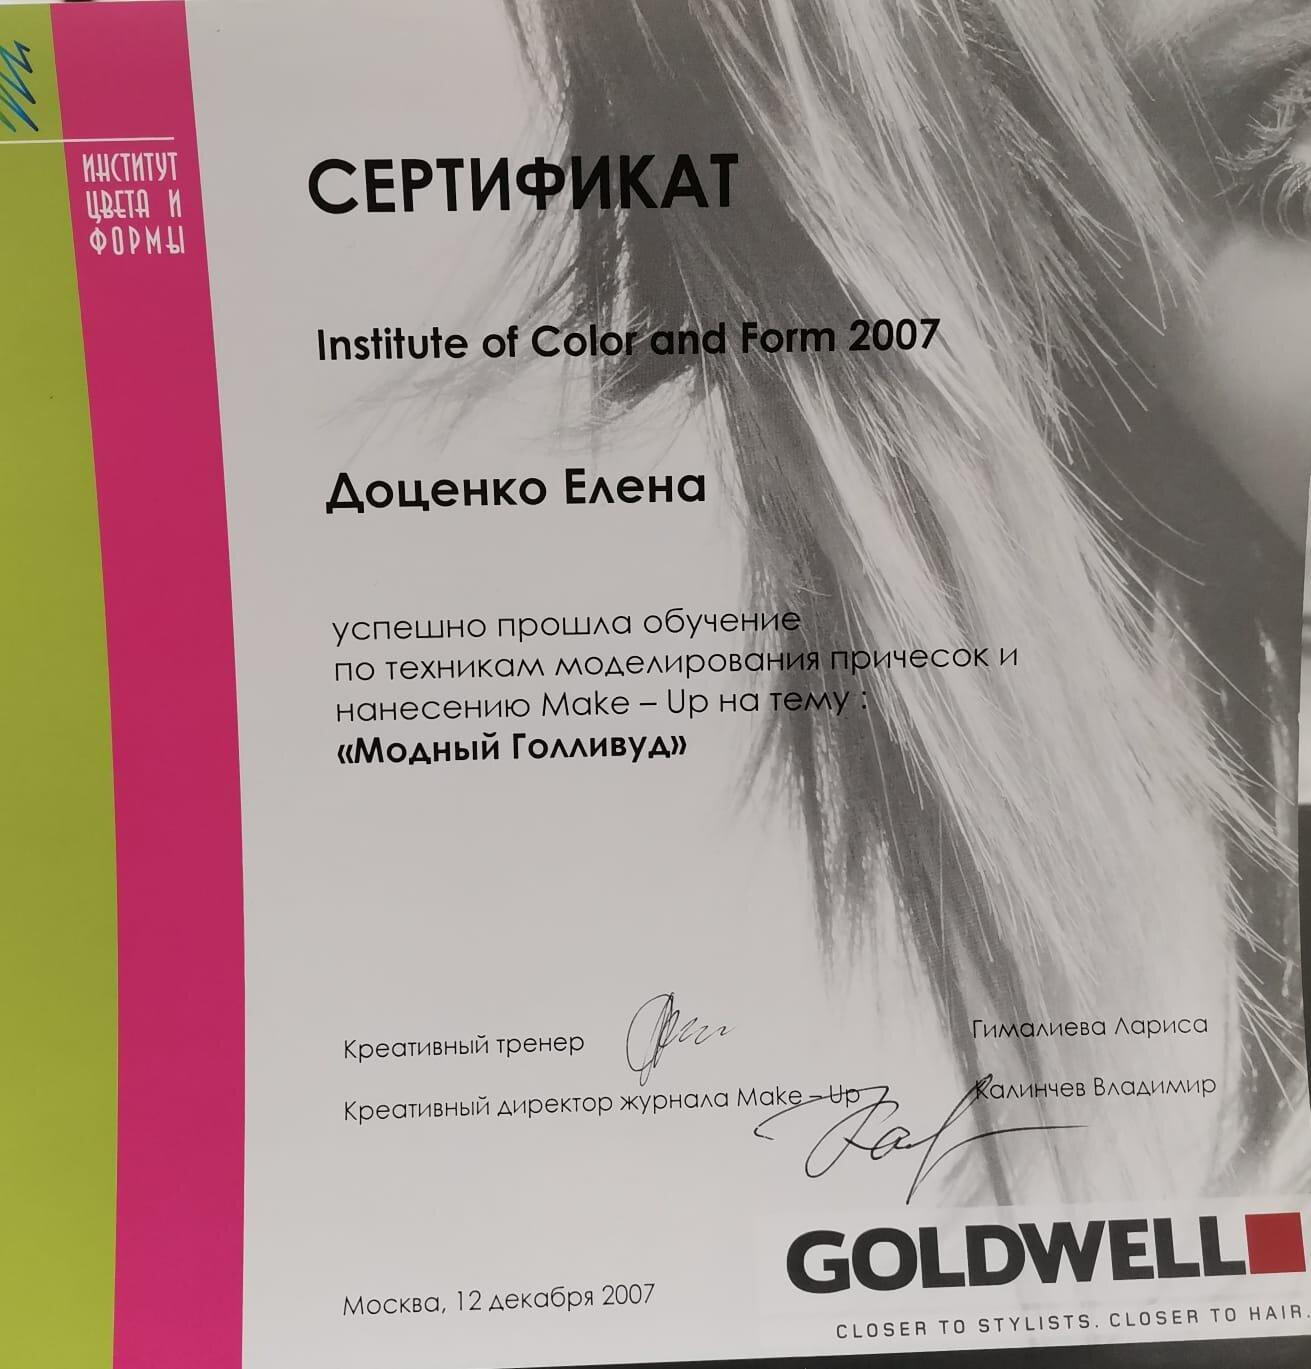 ИНСТИТУТ
ЦВЕТА И
ФОРМЫ
СЕРТИФИКАТ
Institute of Color and Form 2007
Доценко Елена
успешно прошла обучение
по техникам моделирования причесок и
нанесению Make – Up на тему :
«Модный Голливуд»
Креативный тренер Гималиева Лариса
Креативный директор журнала Make – Up Калинчев Владимир
Москва, 12 декабря 2007
GOLDWELL
CLOSER TO STYLISTS. CLOSER TO HAIR.